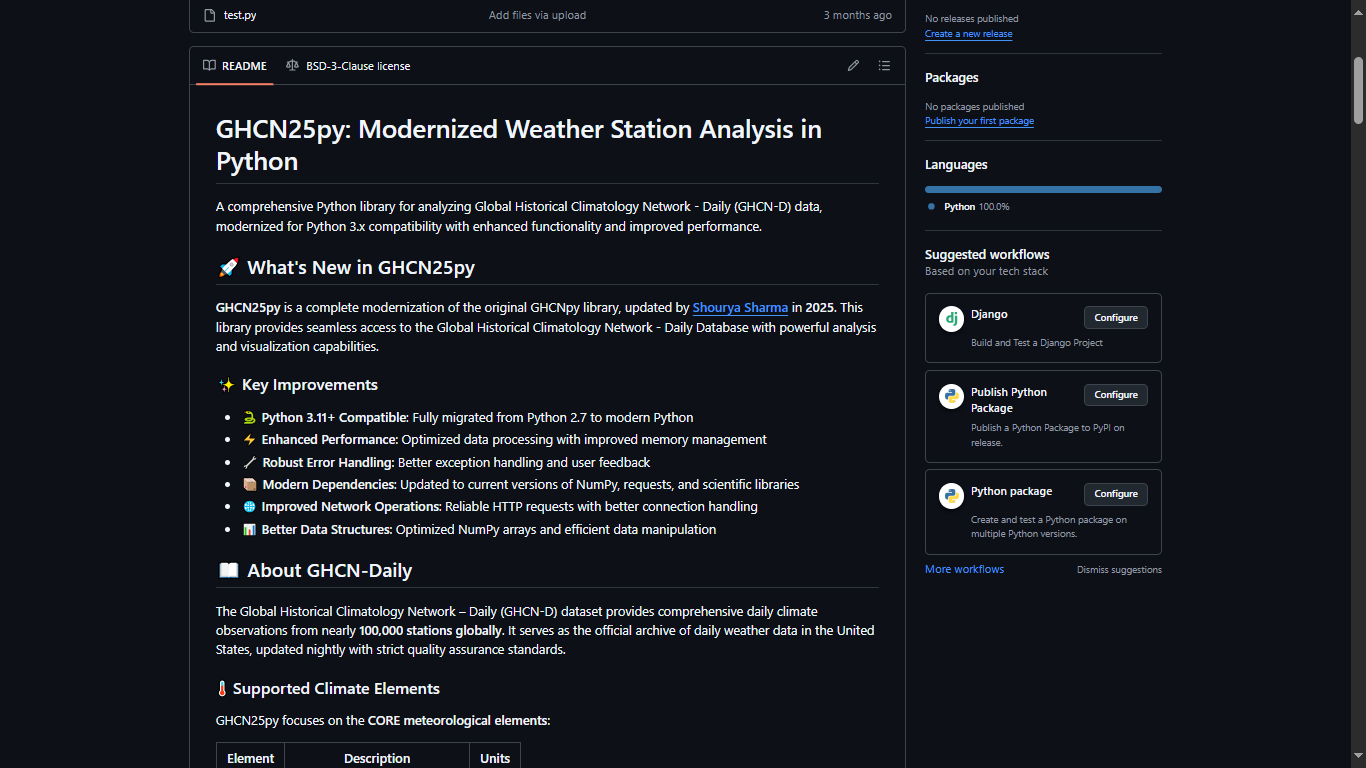 test.py Add files via upload 3 months ago
README BSD-3-Clause license
GHCN25py: Modernized Weather Station Analysis in
Python
A comprehensive Python library for analyzing Global Historical Climatology Network - Daily (GHCN-D) data,
modernized for Python 3.x compatibility with enhanced functionality and improved performance.
🚀 What's New in GHCN25py
GHCN25py is a complete modernization of the original GHCNpy library, updated by Shourya Sharma in 2025. This
library provides seamless access to the Global Historical Climatology Network - Daily Database with powerful analysis
and visualization capabilities.
✨ Key Improvements
• 🐍 Python 3.11+ Compatible: Fully migrated from Python 2.7 to modern Python
• ⚡ Enhanced Performance: Optimized data processing with improved memory management
• 🔧 Robust Error Handling: Better exception handling and user feedback
• 📦 Modern Dependencies: Updated to current versions of NumPy, requests, and scientific libraries
• 🌐 Improved Network Operations: Reliable HTTP requests with better connection handling
• 📊 Better Data Structures: Optimized NumPy arrays and efficient data manipulation
📖 About GHCN-Daily
The Global Historical Climatology Network – Daily (GHCN-D) dataset provides comprehensive daily climate
observations from nearly 100,000 stations globally. It serves as the official archive of daily weather data in the United
States, updated nightly with strict quality assurance standards.
🌡️ Supported Climate Elements
GHCN25py focuses on the CORE meteorological elements:
Element Description Units
No releases published
Create a new release
Packages
No packages published
Publish your first package
Languages
Python 100.0%
Suggested workflows
Based on your tech stack
dj Django Configure
Build and Test a Django Project
Publish Python Configure
Package
Publish a Python Package to PyPI on
release.
Python package Configure
Create and test a Python package on
multiple Python versions.
More workflows Dismiss suggestions